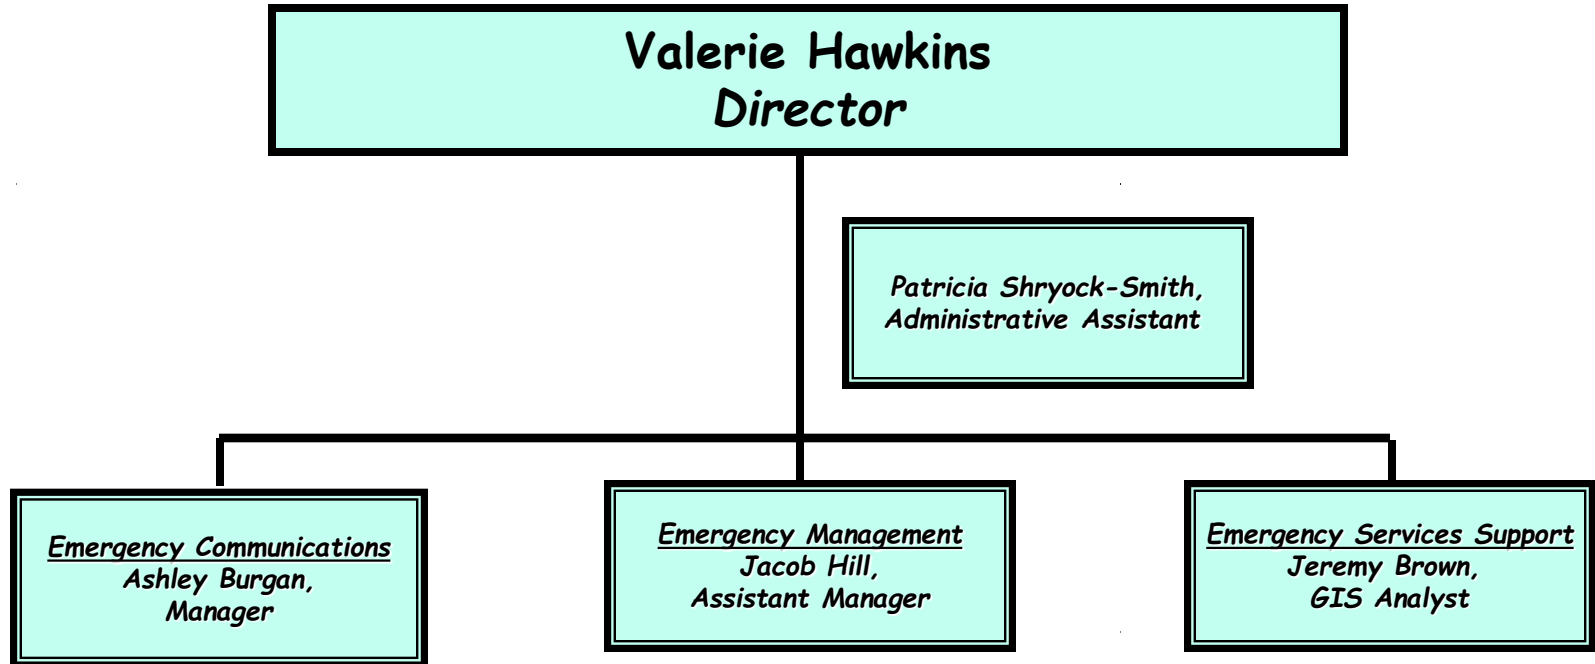 Valerie Hawkins
Director
Patricia Shryock-Smith,
Administrative Assistant
Emergency Communications
Ashley Burgan,
Manager
Emergency Management
Jacob Hill,
Assistant Manager
Emergency Services Support
Jeremy Brown,
GIS Analyst